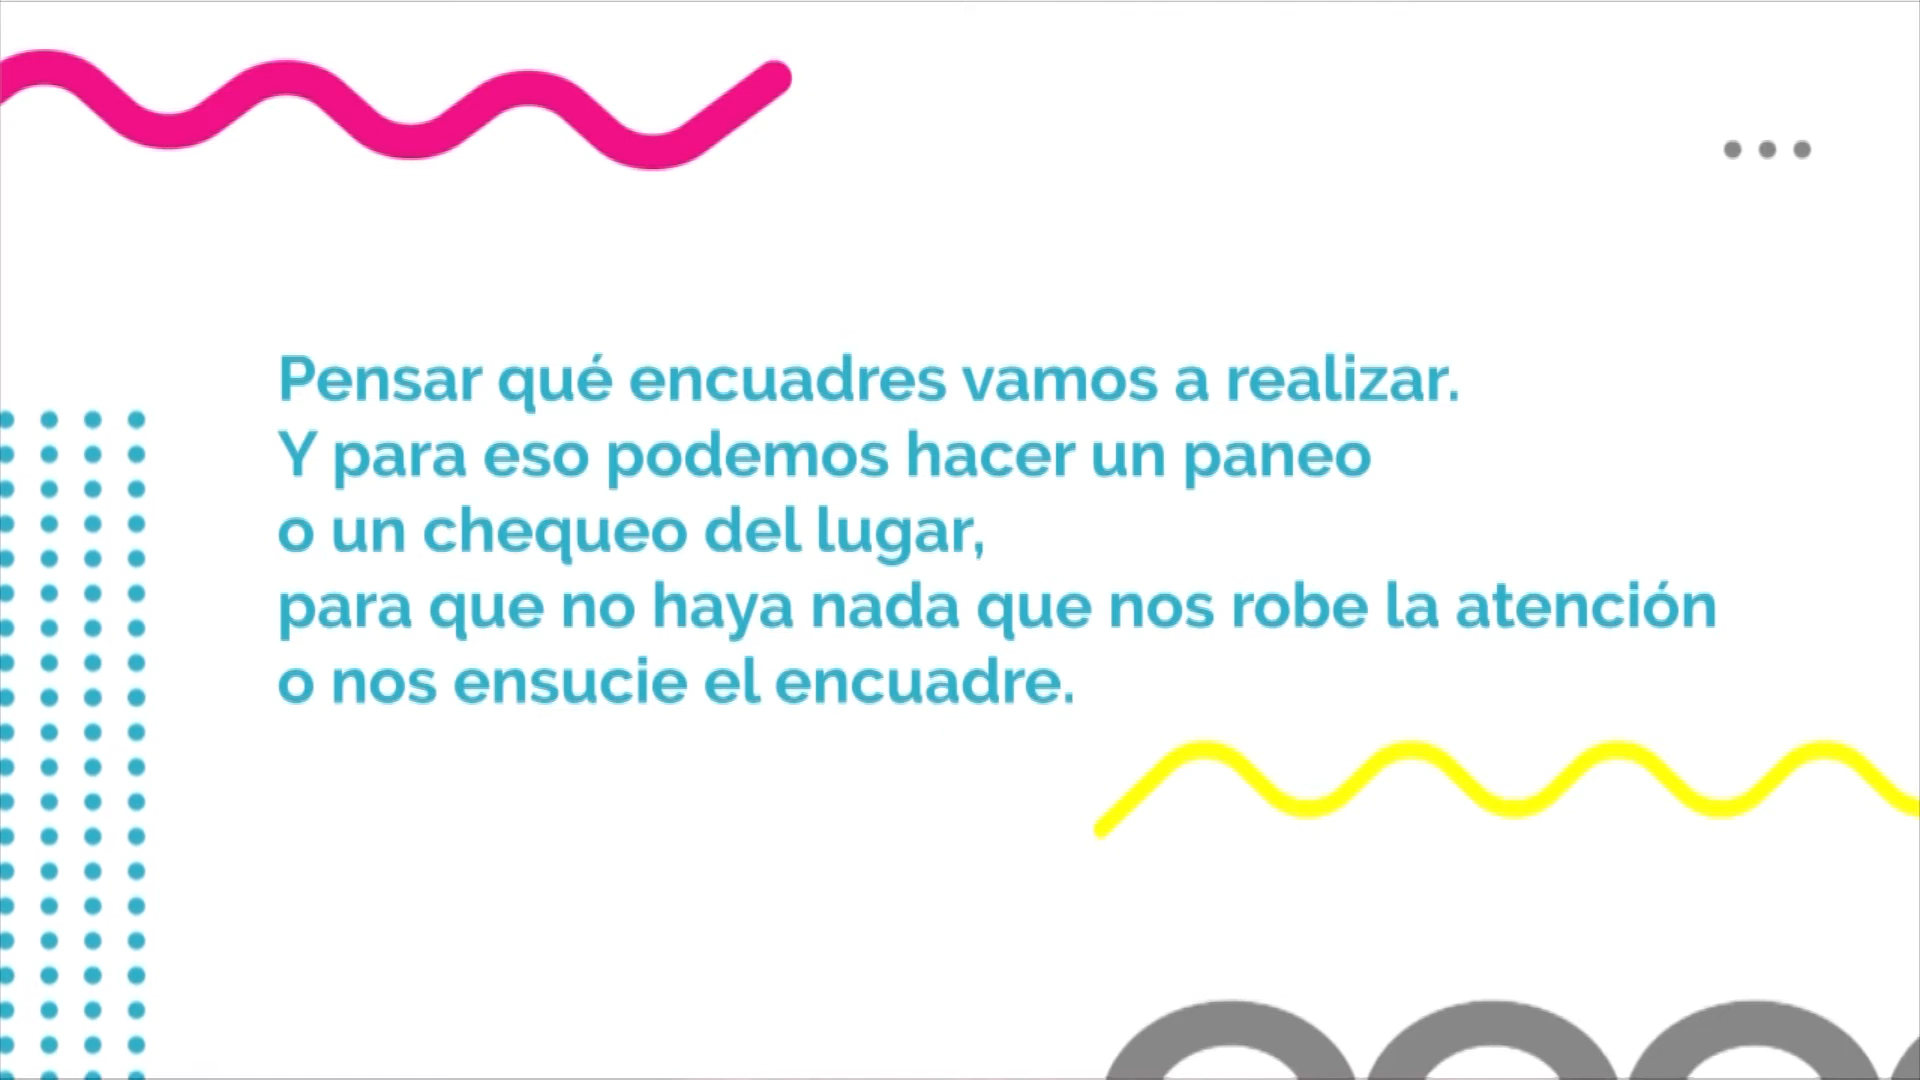 Pensar qué encuadres vamos a realizar.
Y para eso podemos hacer un paneo
o un chequeo del lugar,
para que no haya nada que nos robe la atención
o nos ensucie el encuadre.